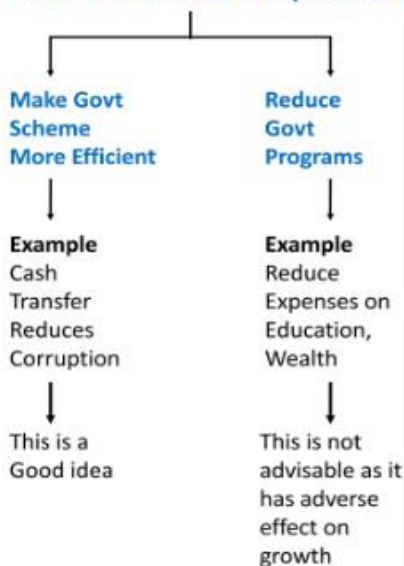 Make Govt
Scheme
More Efficient
Reduce
Govt
Programs
Example
Cash
Transfer
Reduces
Corruption
Example
Reduce
Expenses on
Education,
Wealth
This is a
Good idea
This is not
advisable as it
has adverse
effect on
growth